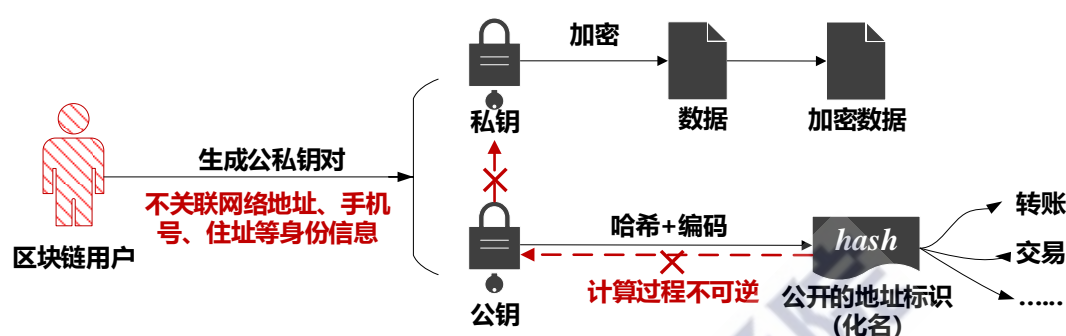 加密
私钥
数据
加密数据
生成公私钥对
不关联网络地址、手机
号、住址等身份信息
区块链用户
哈希+编码
hash
转账
交易
……
计算过程不可逆
公开的地址标识
(化名)
公钥